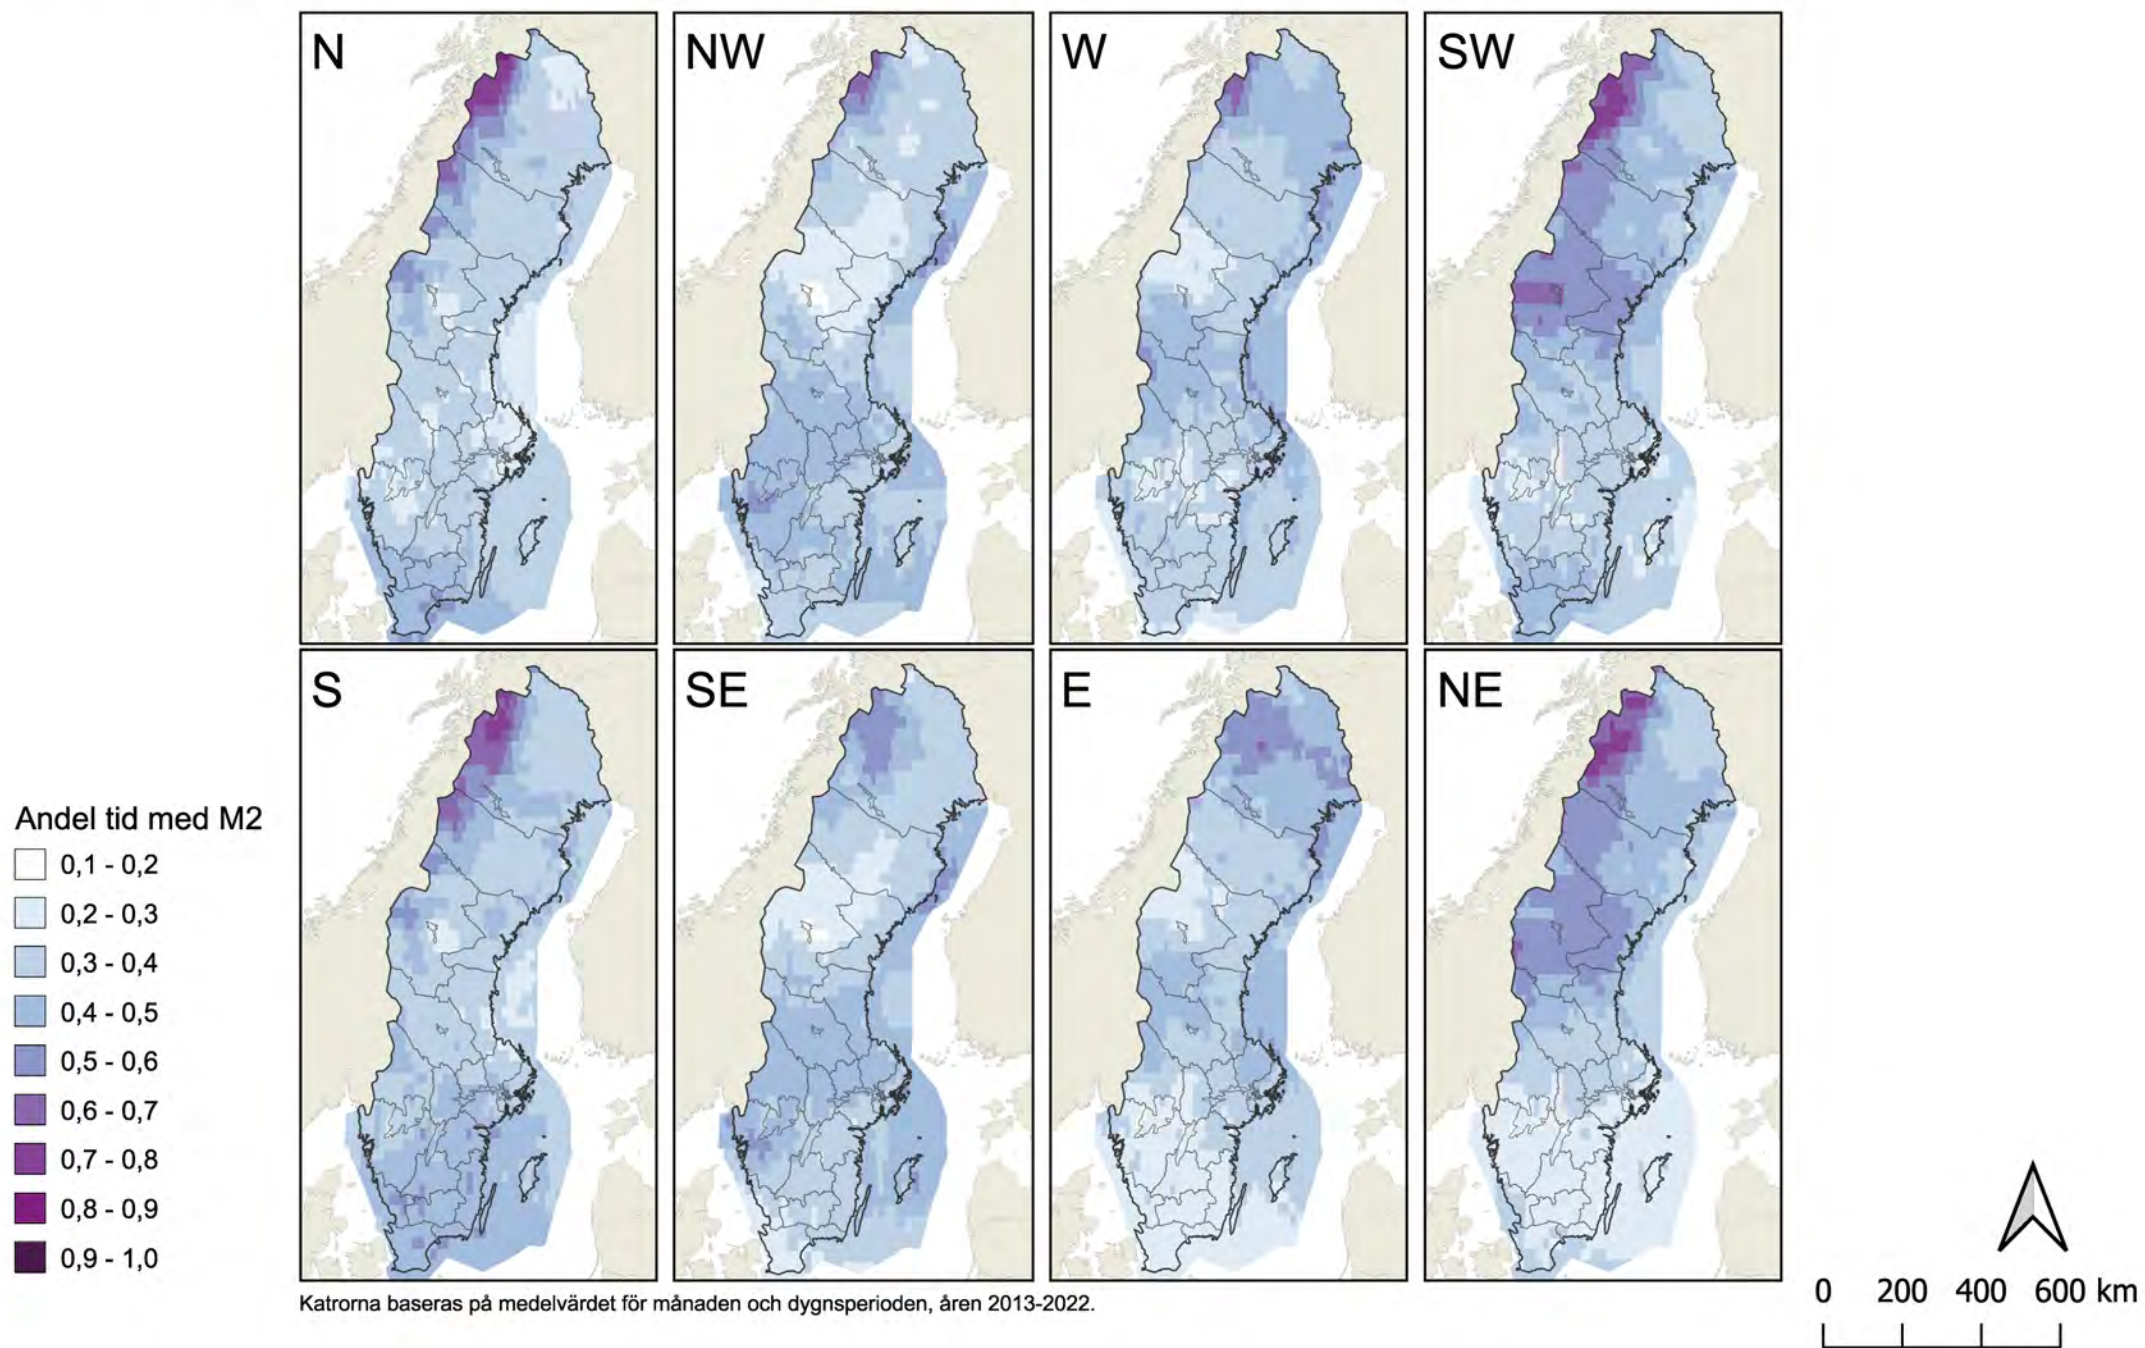 N
NW
W
SW
S
SE
E
NE
Andel tid med M2
0,1 - 0,2
0,2 - 0,3
0,3 - 0,4
0,4 - 0,5
0,5 - 0,6
0,6 - 0,7
0,7 - 0,8
0,8 - 0,9
0,9 - 1,0
Katrorna baseras på medelvärdet för månaden och dygnsperioden, åren 2013-2022.
0 200 400 600 km